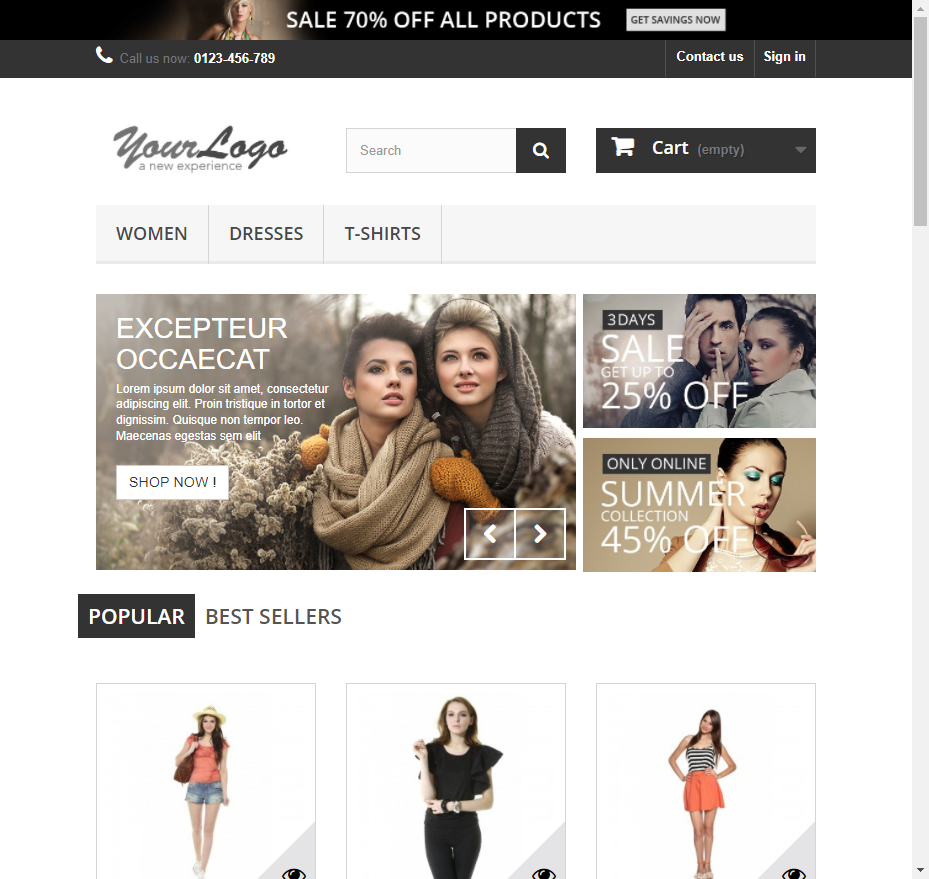 SALE 70% OFF ALL PRODUCTS GET SAVINGS NOW
Call us now: 0123-456-789 Contact us Sign in
YourLogo
a new experience
Search
Cart (empty)
WOMEN DRESSES T-SHIRTS
EXCEPTEUR
OCCAECAT
Lorem ipsum dolor sit amet, consectetur
adipiscing elit. Proin tristique in tortor et
dignissim. Quisque non tempor leo.
Maecenas egestas sem elit
SHOP NOW !
3 DAYS
SALE
GET UP TO
25% OFF
ONLY ONLINE
SUMMER
COLLECTION
45% OFF
POPULAR BEST SELLERS